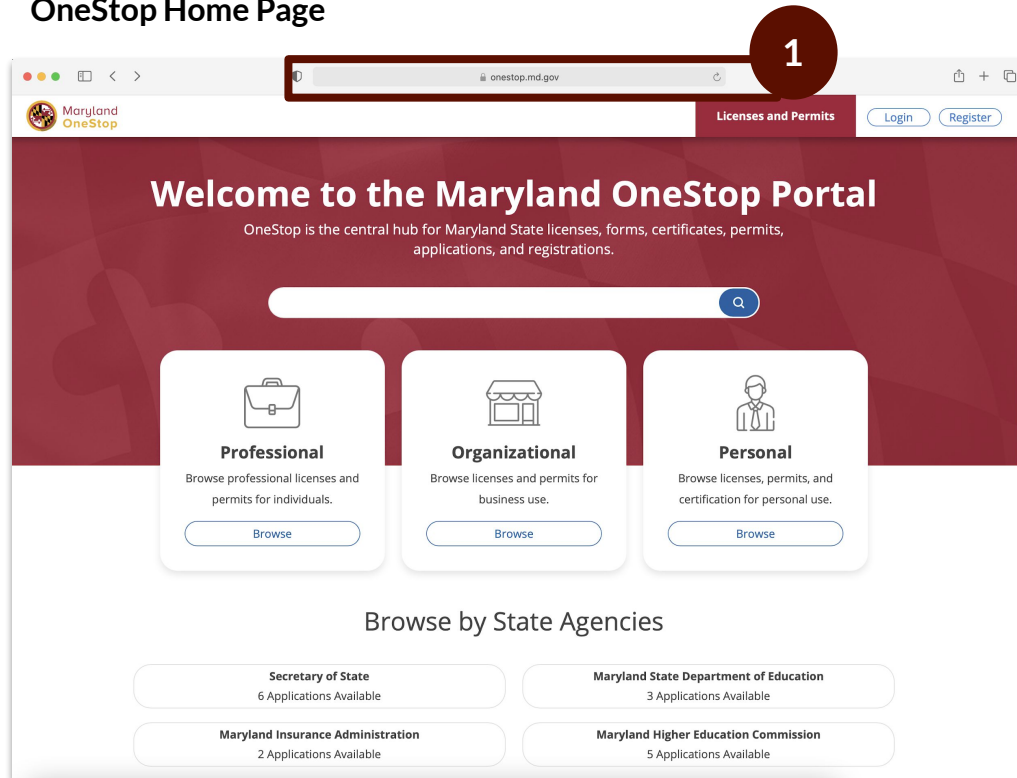 OneStop Home Page
1
onestop.md.gov
Maryland
OneStop
Licenses and Permits
Login
Register
Welcome to the Maryland OneStop Portal
OneStop is the central hub for Maryland State licenses, forms, certificates, permits,
applications, and registrations.
Professional
Browse professional licenses and
permits for individuals.
Browse
Organizational
Browse licenses and permits for
business use.
Browse
Personal
Browse licenses, permits, and
certification for personal use.
Browse
Browse by State Agencies
Secretary of State
6 Applications Available
Maryland State Department of Education
3 Applications Available
Maryland Insurance Administration
2 Applications Available
Maryland Higher Education Commission
5 Applications Available